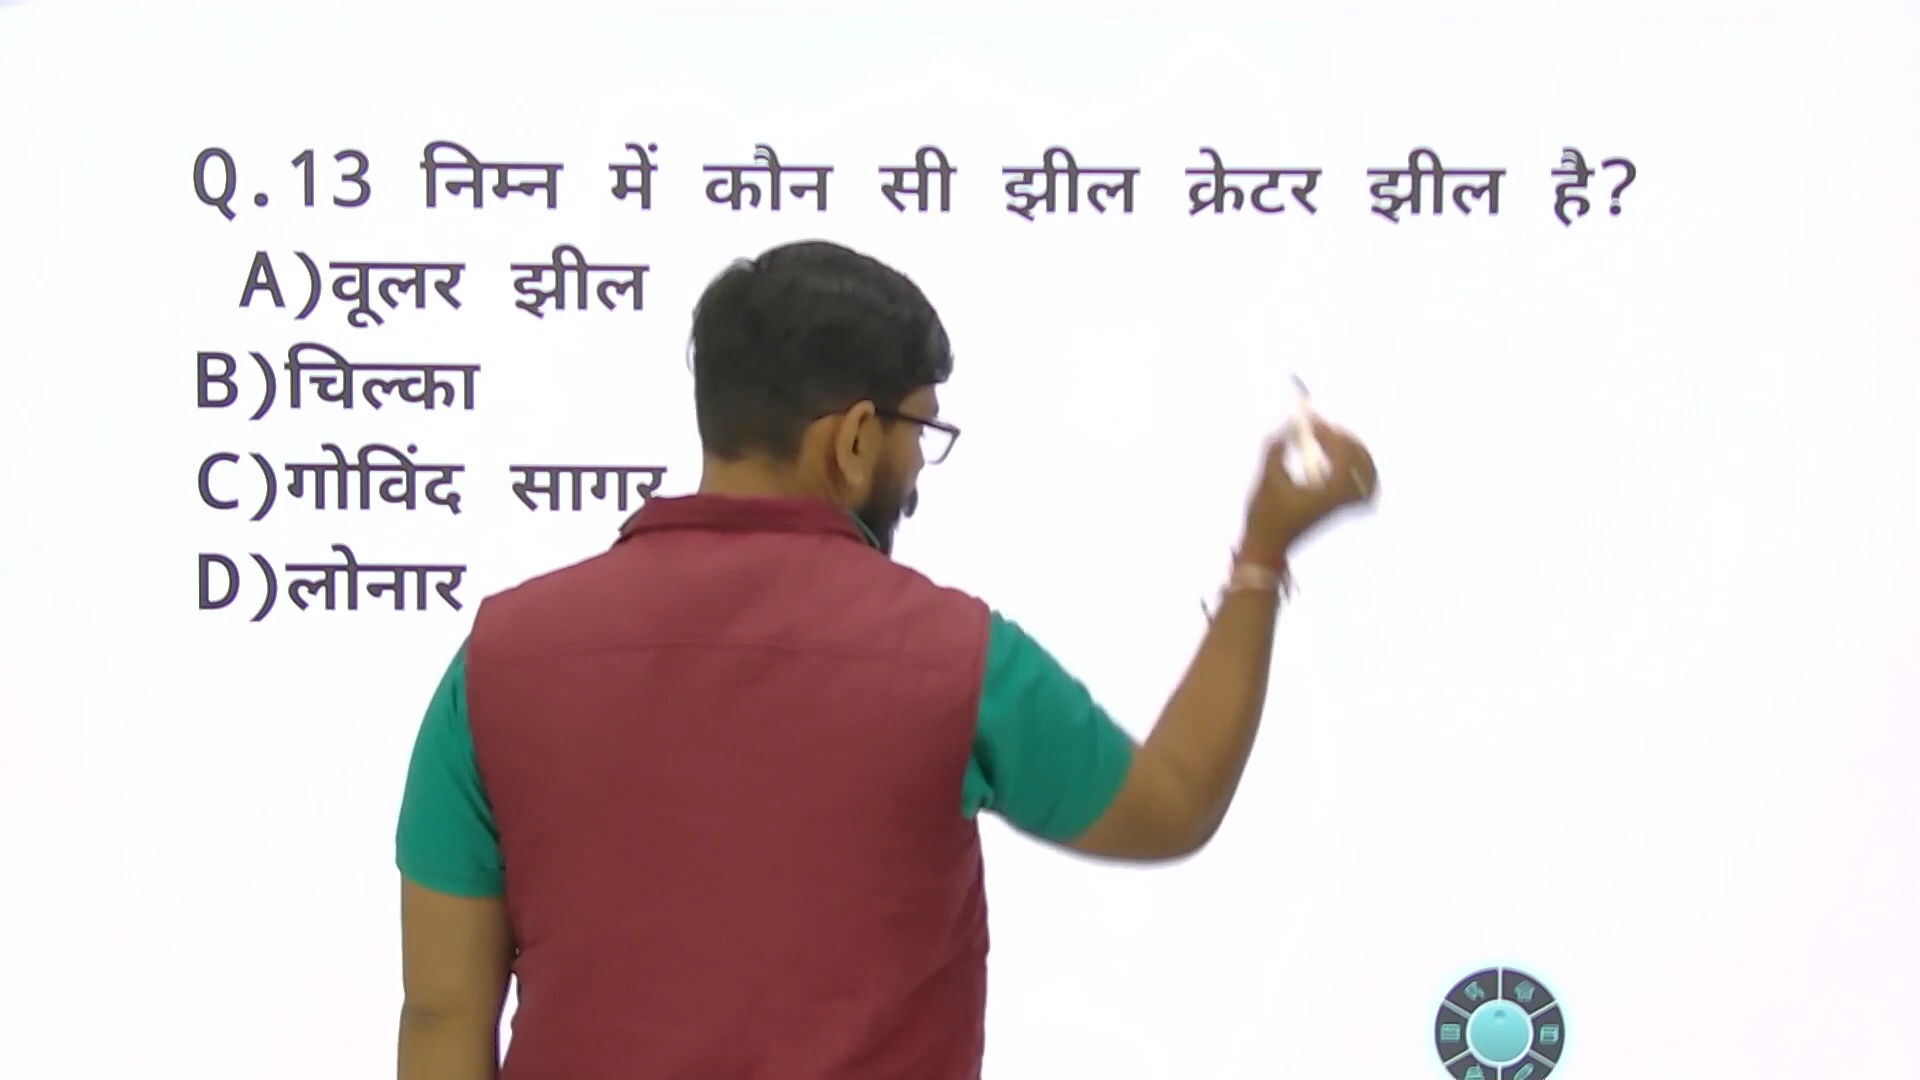 Q.13 निम्न में कौन सी झील क्रेटर झील है?
A)वूलर झील
B)चिल्का
C)गोविंद सागर
D)लोनार